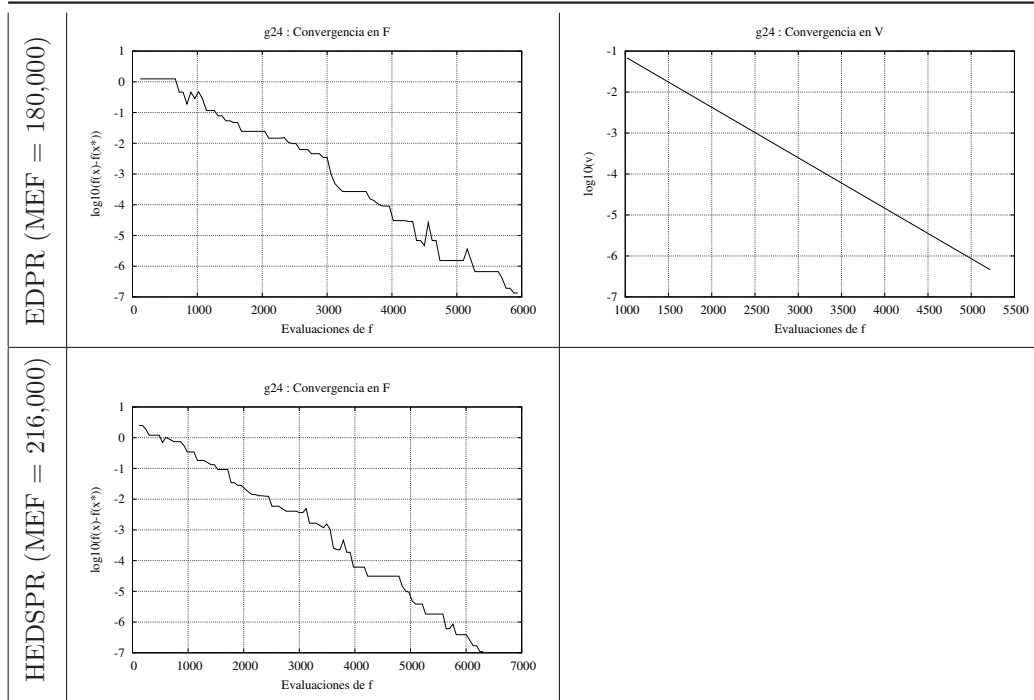 EDPR (MEF = 180,000)
g24 : Convergencia en F
log10(f(x)-f(x*))
1
0
-1
-2
-3
-4
-5
-6
-7
0 1000 2000 3000 4000 5000 6000
Evaluaciones de f
g24 : Convergencia en V
log10(v)
-1
-2
-3
-4
-5
-6
-7
1000 1500 2000 2500 3000 3500 4000 4500 5000 5500
Evaluaciones de f
HEDSPR (MEF = 216,000)
g24 : Convergencia en F
log10(f(x)-f(x*))
1
0
-1
-2
-3
-4
-5
-6
-7
0 1000 2000 3000 4000 5000 6000 7000
Evaluaciones de f